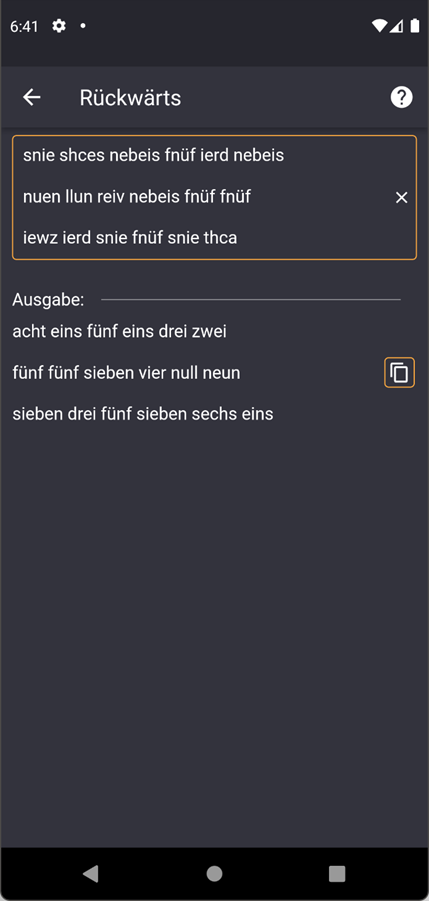 6:41
Rückwärts
snie shces nebeis fnüf ierd nebeis
nuen llun reiv nebeis fnüf fnüf
iewz ierd snie fnüf snie thca
Ausgabe:
acht eins fünf eins drei zwei
fünf fünf sieben vier null neun
sieben drei fünf sieben sechs eins